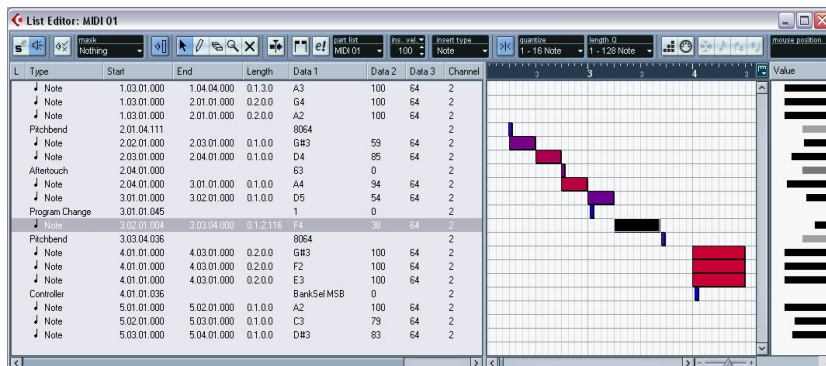 List Editor: MIDI 01
mask
Nothing
part list
MIDI 01
ins. vel.
100
insert type
Note
quantize
1 - 16 Note
length Q
1 - 128 Note
mouse position
L Type Start End Length Data 1 Data 2 Data 3 Channel
3 3 3 4 3
Value
Note 1.03.01.000 1.04.04.000 0.1.3.0 A3 100 64 2
Note 1.03.01.000 2.01.01.000 0.2.0.0 G4 100 64 2
Note 1.03.01.000 2.01.01.000 0.2.0.0 A2 100 64 2
Pitchbend 2.01.04.111 8064 2
Note 2.02.01.000 2.03.01.000 0.1.0.0 G#3 59 64 2
Note 2.03.01.000 2.04.01.000 0.1.0.0 D4 85 64 2
Aftertouch 2.04.01.000 63 0 2
Note 2.04.01.000 3.01.01.000 0.1.0.0 A4 94 64 2
Note 3.01.01.000 3.02.01.000 0.1.0.0 D5 54 64 2
Program Change 3.01.01.045 1 0 2
Note 3.02.01.004 3.03.04.000 0.1.2.116 F4 38 64 2
Pitchbend 3.03.04.036 8064 2
Note 4.01.01.000 4.03.01.000 0.2.0.0 G#3 100 64 2
Note 4.01.01.000 4.03.01.000 0.2.0.0 F2 100 64 2
Note 4.01.01.000 4.03.01.000 0.2.0.0 E3 100 64 2
Controller 4.01.01.036 BankSel MSB 0 2
Note 5.01.01.000 5.02.01.000 0.1.0.0 A2 100 64 2
Note 5.02.01.000 5.03.01.000 0.1.0.0 C3 79 64 2
Note 5.03.01.000 5.04.01.000 0.1.0.0 D#3 83 64 2